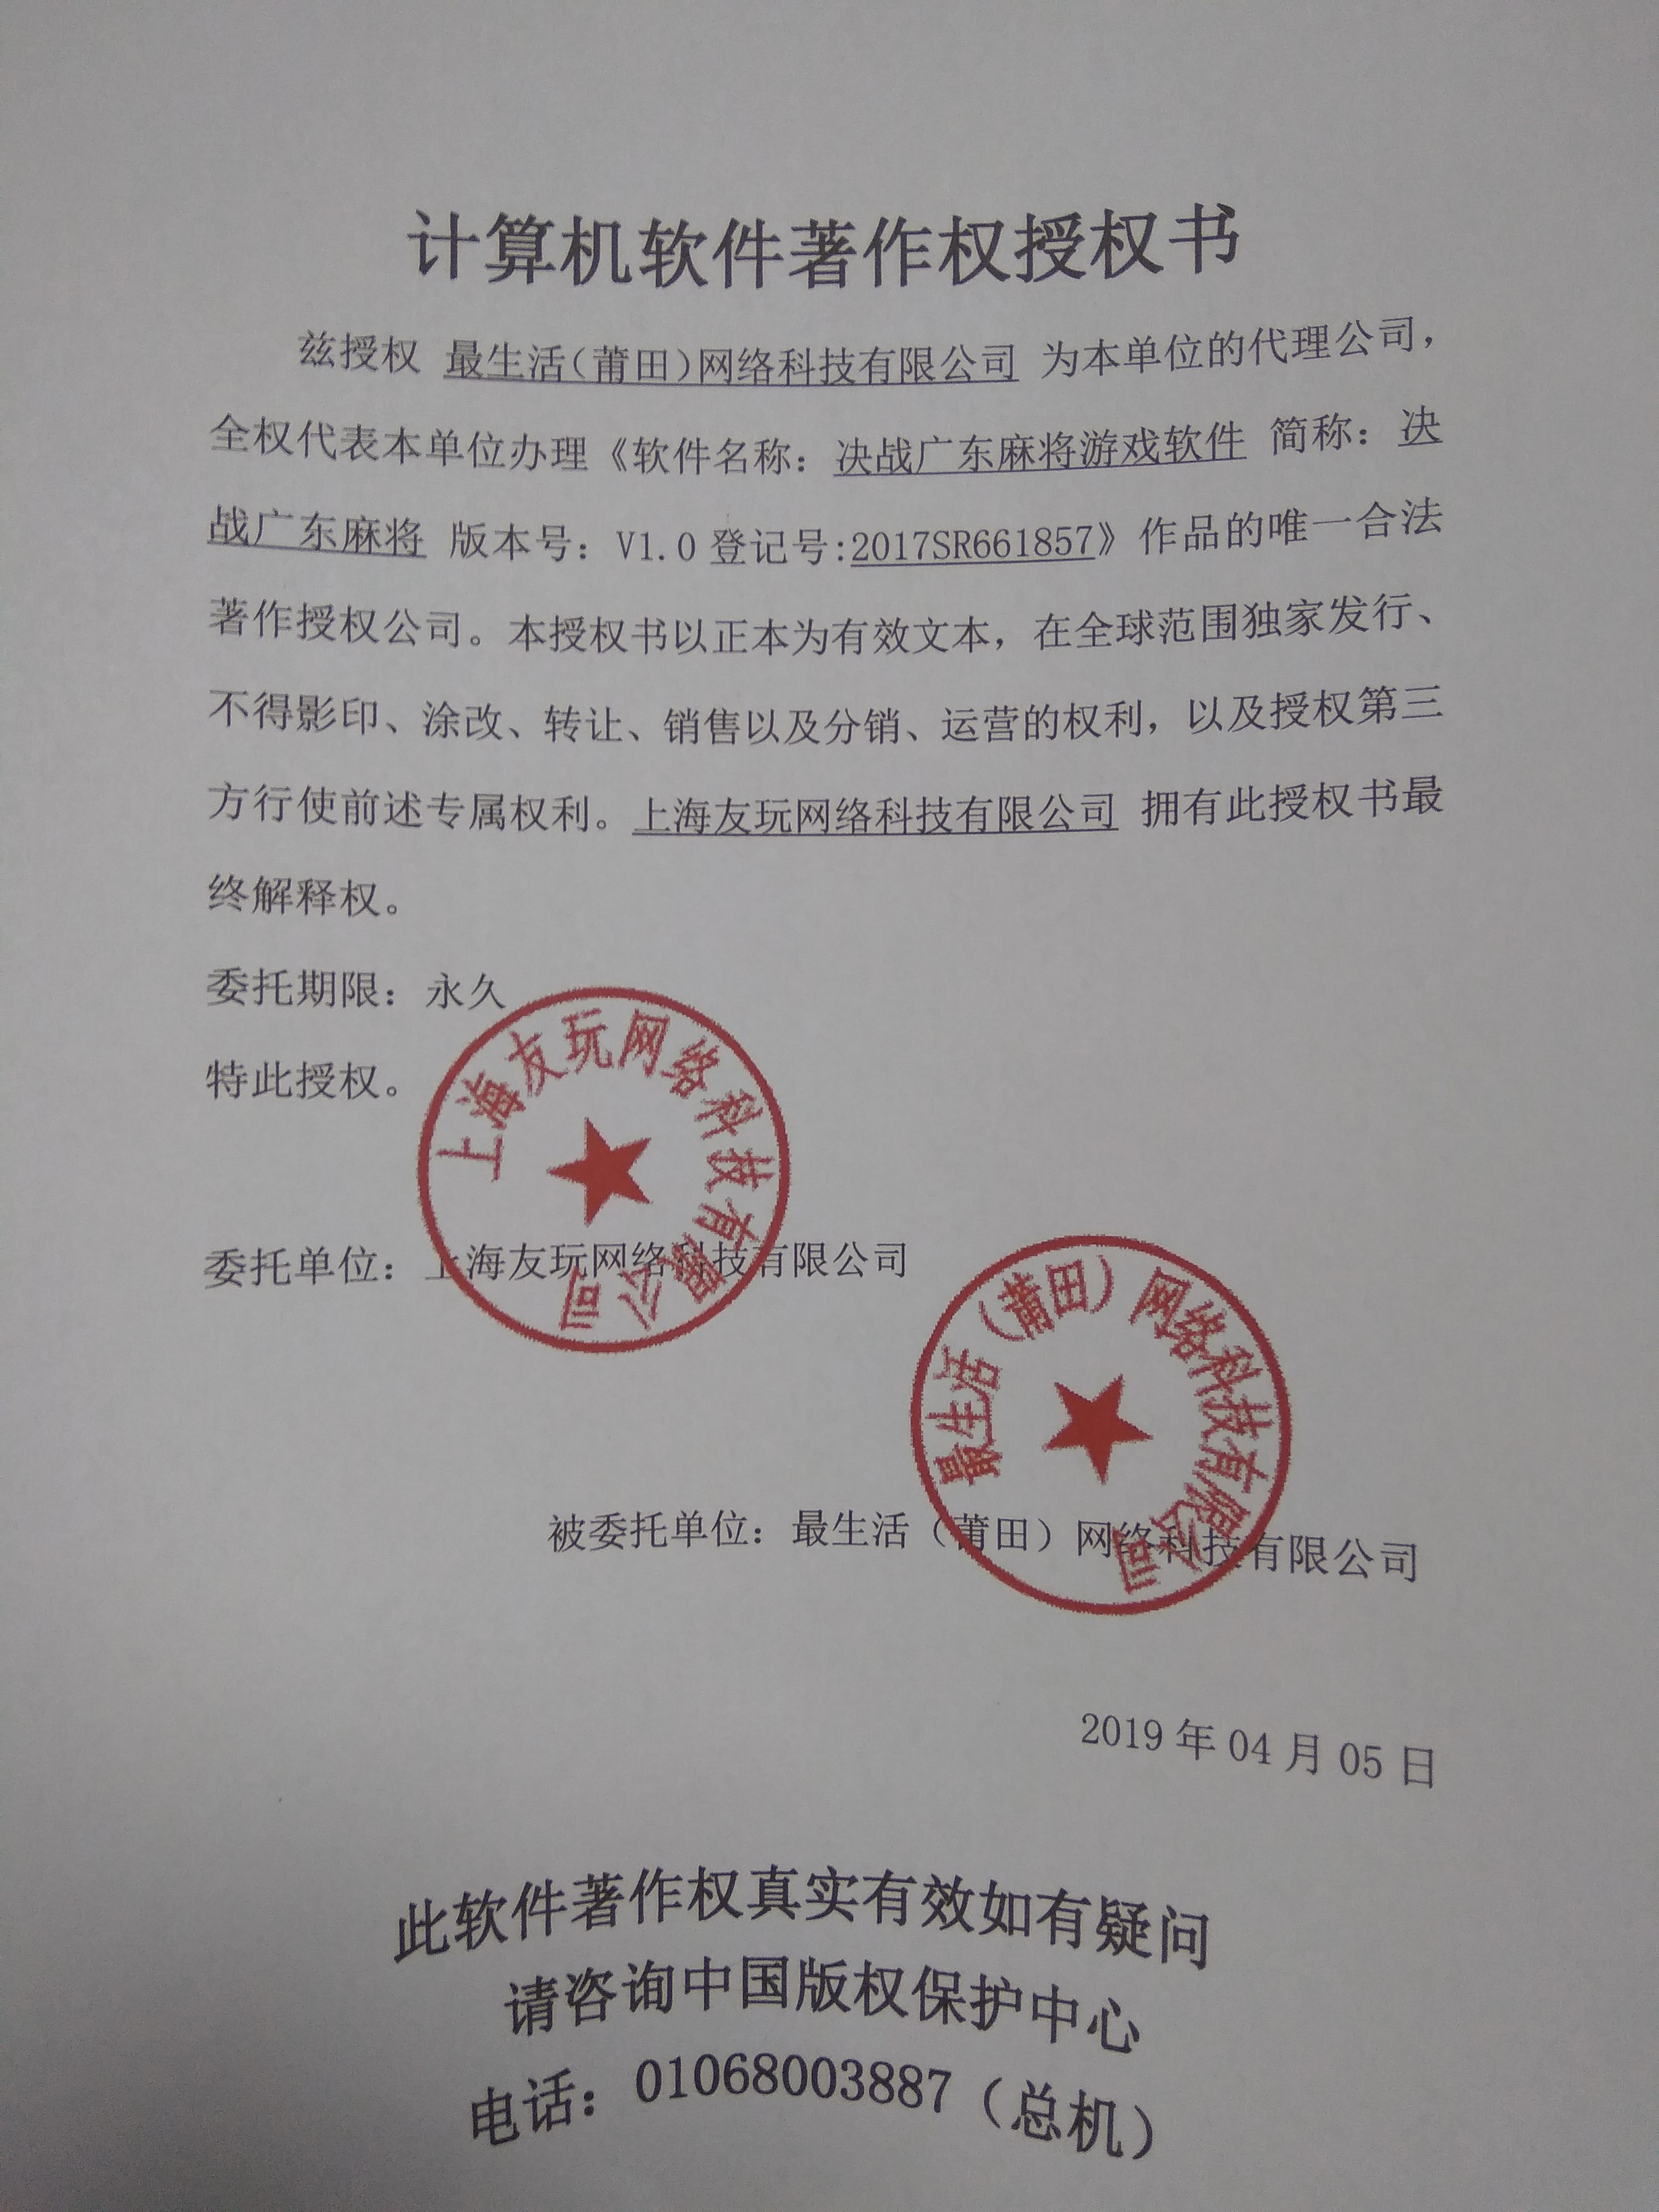 计算机软件著作权授权书
兹授权 最生活（莆田）网络科技有限公司 为本单位的代理公司，
全权代表本单位办理《软件名称：决战广东麻将游戏软件 简称：决
战广东麻将 版本号：V1.0 登记号:2017SR661857》作品的唯一合法
著作授权公司。本授权书以正本为有效文本，在全球范围独家发行、
不得影印、涂改、转让、销售以及分销、运营的权利，以及授权第三
方行使前述专属权利。上海友玩网络科技有限公司 拥有此授权书最
终解释权。
委托期限：永久
特此授权。
上海友玩网络科技有限公司
委托单位：上海友玩网络科技有限公司
最生活（莆田）网络科技有限公司
被委托单位：最生活（莆田）网络科技有限公司
2019 年 04 月 05 日
此软件著作权真实有效如有疑问
请咨询中国版权保护中心
电话：01068003887（总机）